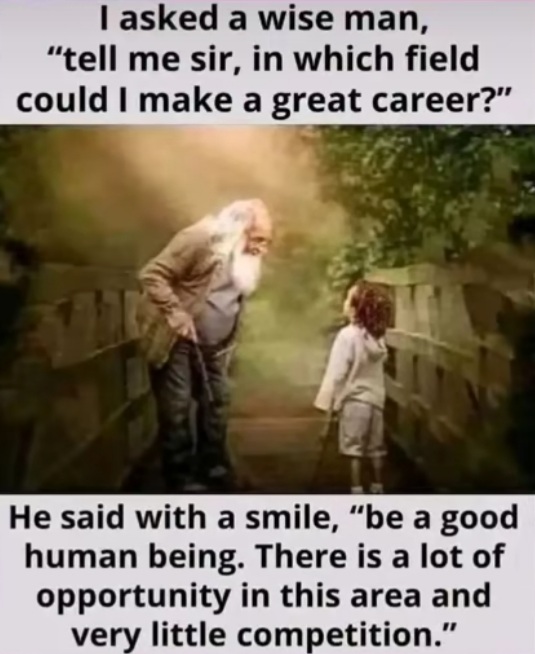 I asked a wise man,
“tell me sir, in which field
could I make a great career?”
He said with a smile, “be a good
human being. There is a lot of
opportunity in this area and
very little competition.”